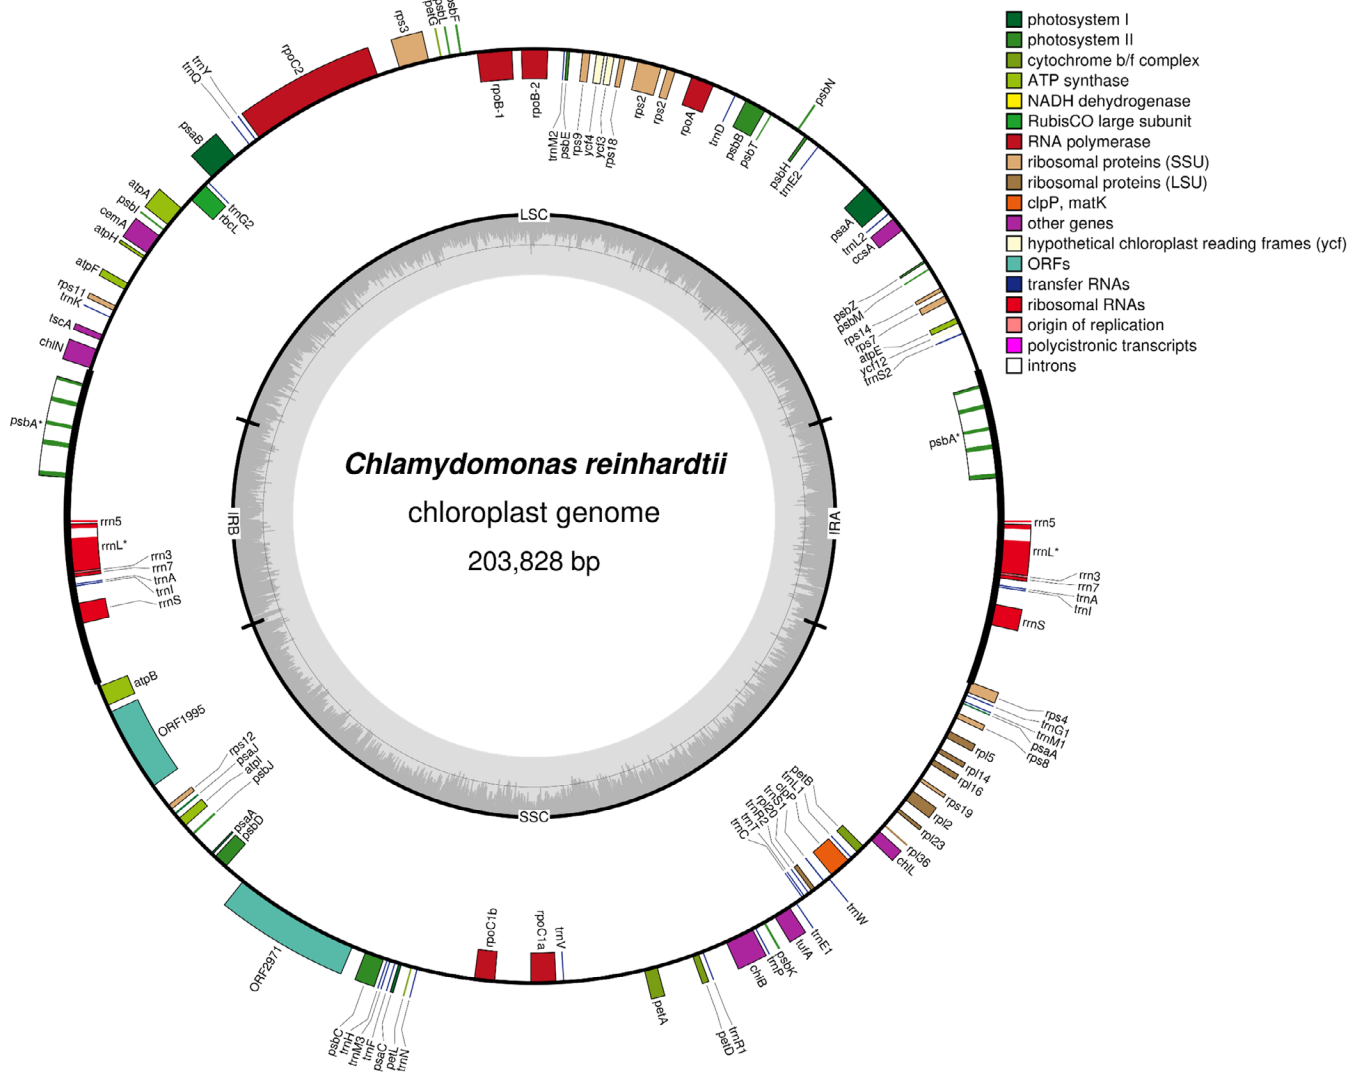 Chlamydomonas reinhardtii
chloroplast genome
203,828 bp
LSC
IRA
SSC
IRB
photosystem I
photosystem II
cytochrome b/f complex
ATP synthase
NADH dehydrogenase
RubisCO large subunit
RNA polymerase
ribosomal proteins (SSU)
ribosomal proteins (LSU)
clpP, matK
other genes
hypothetical chloroplast reading frames (ycf)
ORFs
transfer RNAs
ribosomal RNAs
origin of replication
polycistronic transcripts
introns
rpoC2
rps3
petG
psbL
psbF
rpoB-1
rpoB-2
trnM2
psbE
rps9
ycf4
ycf3
rps18
rps2
rps2
rpoA
trnD
psbB
psbT
psbN
psbH
trnE2
psaA
trnL2
ccsA
psbZ
psbM
rps14
rps7
atpE
ycf12
trnS2
psbA*
rrn5
rrnL*
rrn3
rrn7
trnA
trnI
rrnS
rps4
trnG1
trnM1
psaA
rps8
rpl5
rpl14
rpl16
rps19
rpl2
rpl23
rpl36
chlL
petB
trnL1
clpP
trnS1
rpl20
trnR2
trnT
trnC
trnW
trnE1
tufA
psbK
trnP
chlB
trnR1
petD
petA
trnV
rpoC1a
rpoC1b
trnN
petL
psaC
trnF
trnM3
trnH
psbC
ORF2971
psbD
psaA
psbJ
atpI
psaJ
rps12
ORF1995
atpB
rrnS
trnI
trnA
rrn7
rrn3
rrnL*
rrn5
psbA*
chlN
tscA
trnK
rps11
atpF
atpH
cemA
psbI
atpA
rbcL
trnG2
psaB
trnQ
trnY